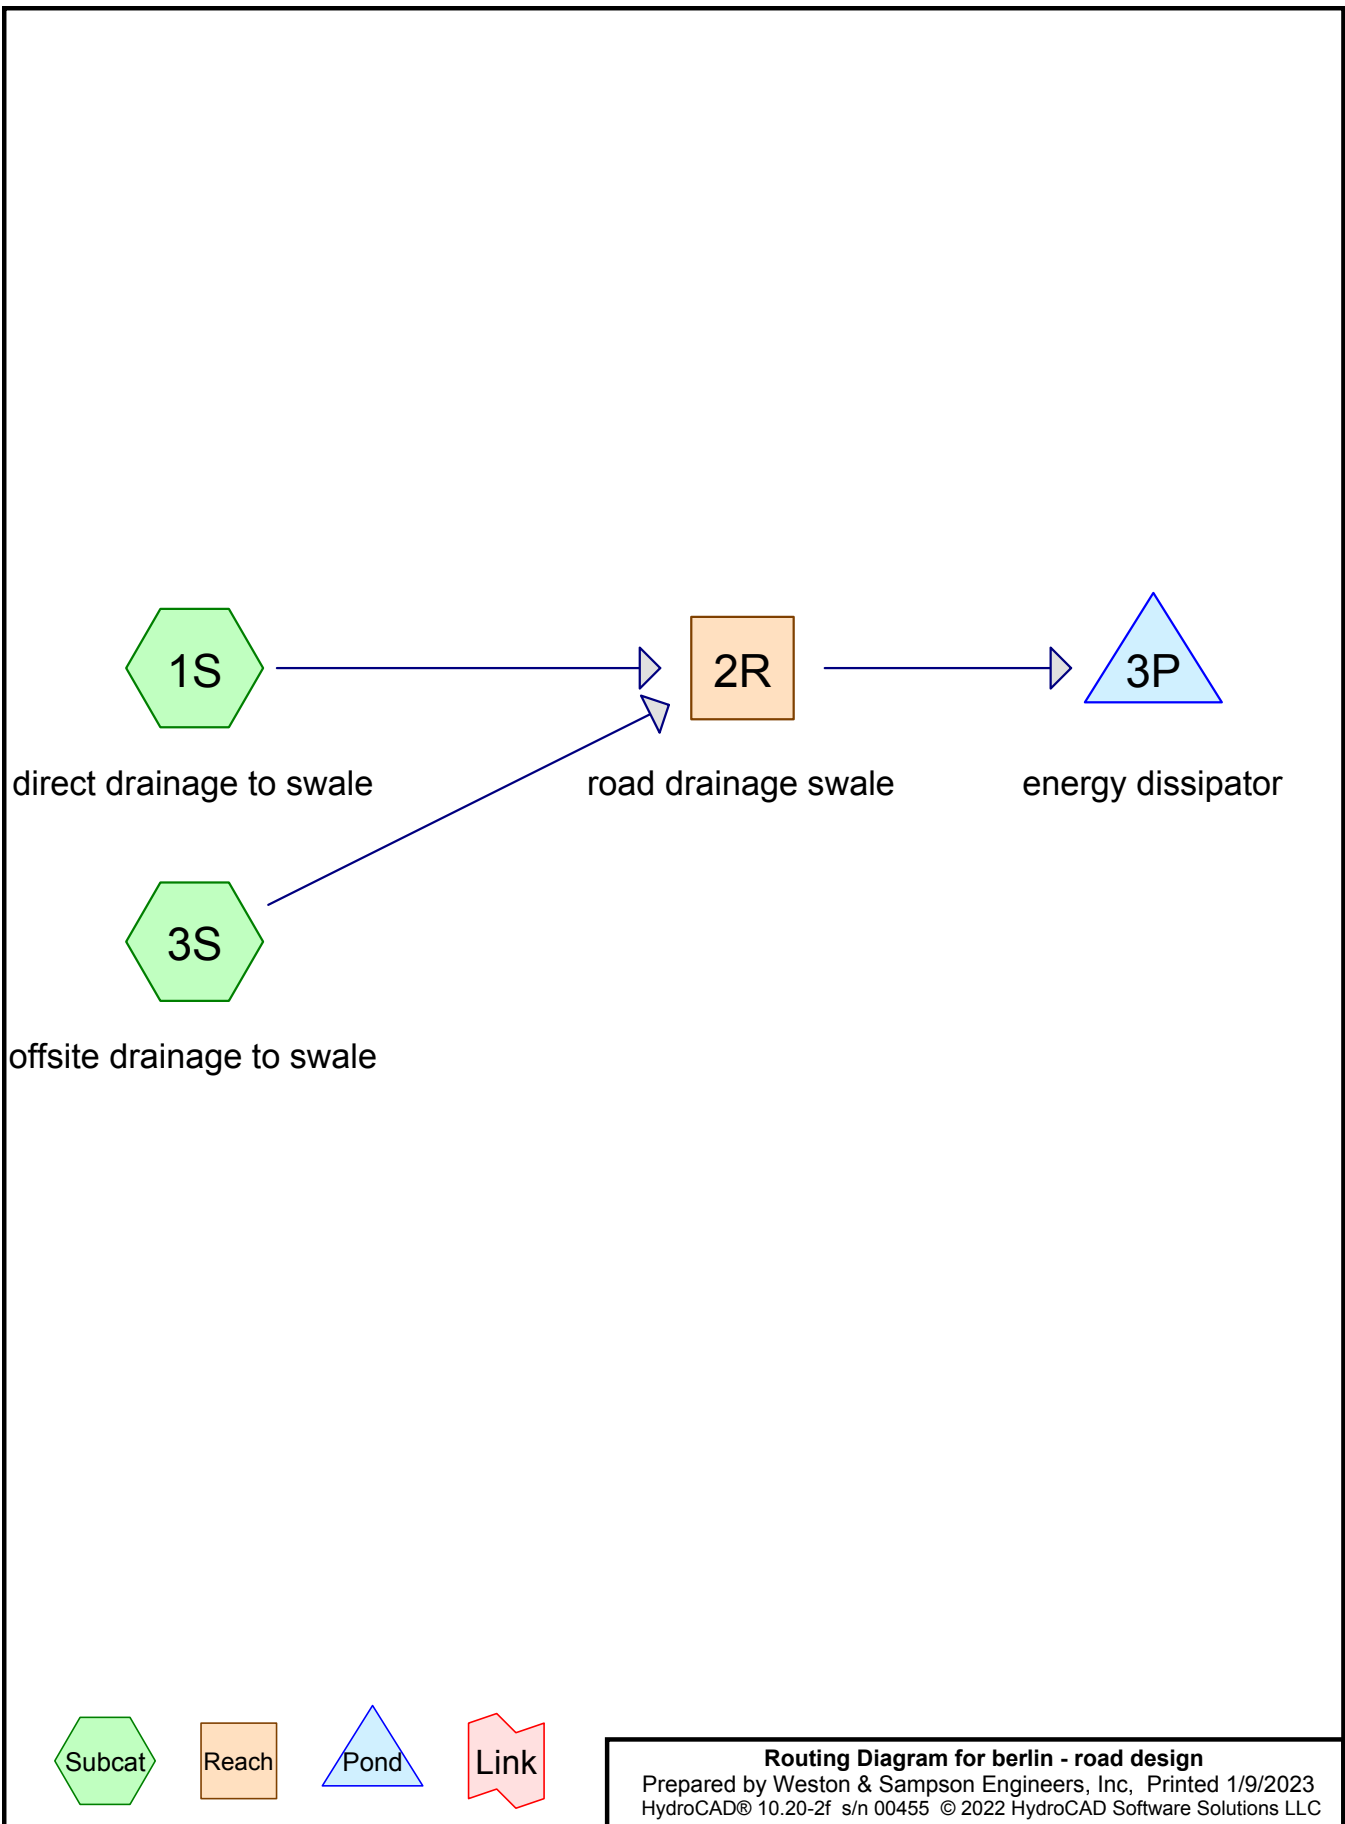 1S
2R
3P
direct drainage to swale
road drainage swale
energy dissipator
3S
offsite drainage to swale
Subcat
Reach
Pond
Link
Routing Diagram for berlin - road design
Prepared by Weston & Sampson Engineers, Inc, Printed 1/9/2023
HydroCAD® 10.20-2f s/n 00455 © 2022 HydroCAD Software Solutions LLC